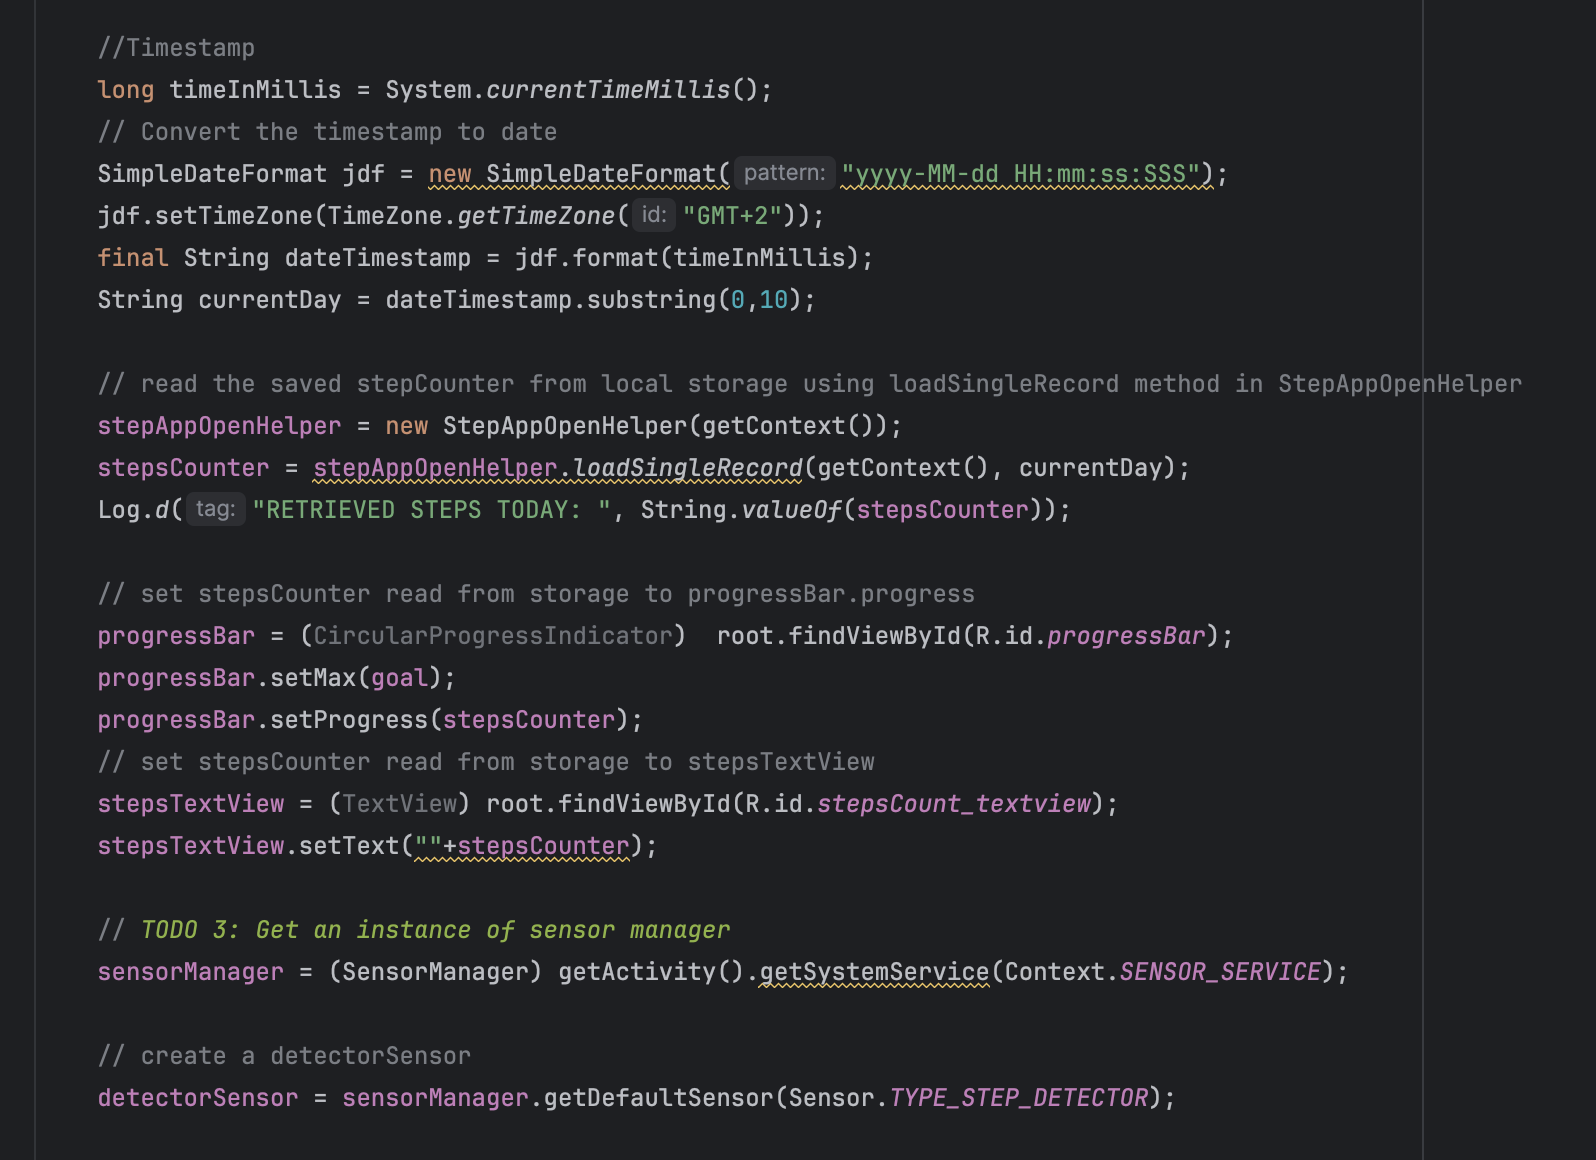 //Timestamp
long timeInMillis = System.currentTimeMillis();
// Convert the timestamp to date
SimpleDateFormat jdf = new SimpleDateFormat( pattern: "yyyy-MM-dd HH:mm:ss:SSS");
jdf.setTimeZone(TimeZone.getTimeZone( id: "GMT+2"));
final String dateTimestamp = jdf.format(timeInMillis);
String currentDay = dateTimestamp.substring(0,10);
// read the saved stepCounter from local storage using loadSingleRecord method in StepAppOpenHelper
stepAppOpenHelper = new StepAppOpenHelper(getContext());
stepsCounter = stepAppOpenHelper.loadSingleRecord(getContext(), currentDay);
Log.d( tag: "RETRIEVED STEPS TODAY: ", String.valueOf(stepsCounter));
// set stepsCounter read from storage to progressBar.progress
progressBar = (CircularProgressIndicator)  root.findViewById(R.id.progressBar);
progressBar.setMax(goal);
progressBar.setProgress(stepsCounter);
// set stepsCounter read from storage to stepsTextView
stepsTextView = (TextView) root.findViewById(R.id.stepsCount_textview);
stepsTextView.setText(""+stepsCounter);
// TODO 3: Get an instance of sensor manager
sensorManager = (SensorManager) getActivity().getSystemService(Context.SENSOR_SERVICE);
// create a detectorSensor
detectorSensor = sensorManager.getDefaultSensor(Sensor.TYPE_STEP_DETECTOR);